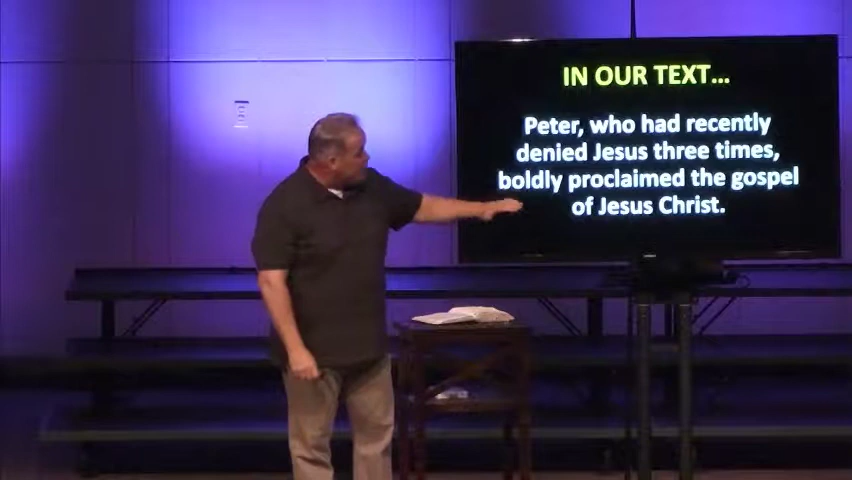 IN OUR TEXT...
Peter, who had recently
denied Jesus three times,
boldly proclaimed the gospel
of Jesus Christ.